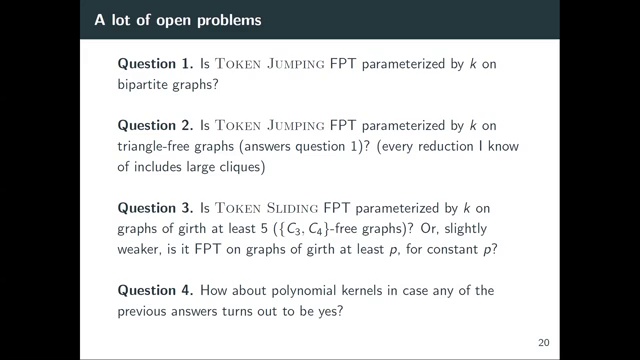 A lot of open problems
Question 1. Is Token Jumping FPT parameterized by k on
bipartite graphs?
Question 2. Is Token Jumping FPT parameterized by k on
triangle-free graphs (answers question 1)? (every reduction I know
of includes large cliques)
Question 3. Is Token Sliding FPT parameterized by k on
graphs of girth at least 5 ({C₃, C₄}-free graphs)? Or, slightly
weaker, is it FPT on graphs of girth at least p, for constant p?
Question 4. How about polynomial kernels in case any of the
previous answers turns out to be yes?
20